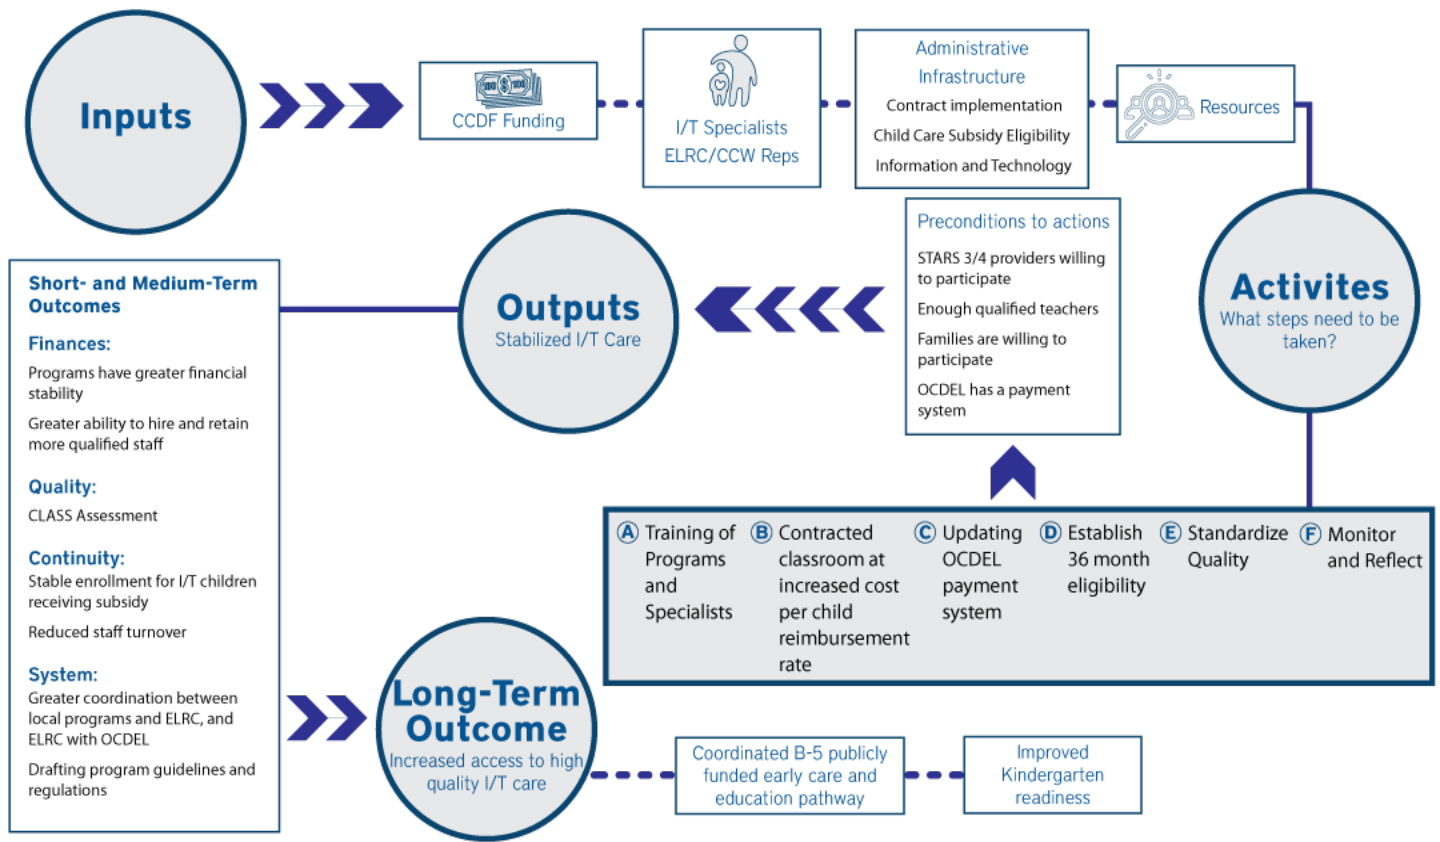 Inputs
CCDF Funding
I/T Specialists
ELRC/CCW Reps
Administrative
Infrastructure
Contract implementation
Child Care Subsidy Eligibility
Information and Technology
Resources
Activites
What steps need to be
taken?
A Training of
Programs
and
Specialists
B Contracted
classroom at
increased cost
per child
reimbursement
rate
C Updating
OCDEL
payment
system
D Establish
36 month
eligibility
E Standardize
Quality
F Monitor
and Reflect
Preconditions to actions
STARS 3/4 providers willing
to participate
Enough qualified teachers
Families are willing to
participate
OCDEL has a payment
system
Outputs
Stabilized I/T Care
Short- and Medium-Term
Outcomes
Finances:
Programs have greater financial
stability
Greater ability to hire and retain
more qualified staff
Quality:
CLASS Assessment
Continuity:
Stable enrollment for I/T children
receiving subsidy
Reduced staff turnover
System:
Greater coordination between
local programs and ELRC, and
ELRC with OCDEL
Drafting program guidelines and
regulations
Long-Term
Outcome
Increased access to high
quality I/T care
Coordinated B-5 publicly
funded early care and
education pathway
Improved
Kindergarten
readiness